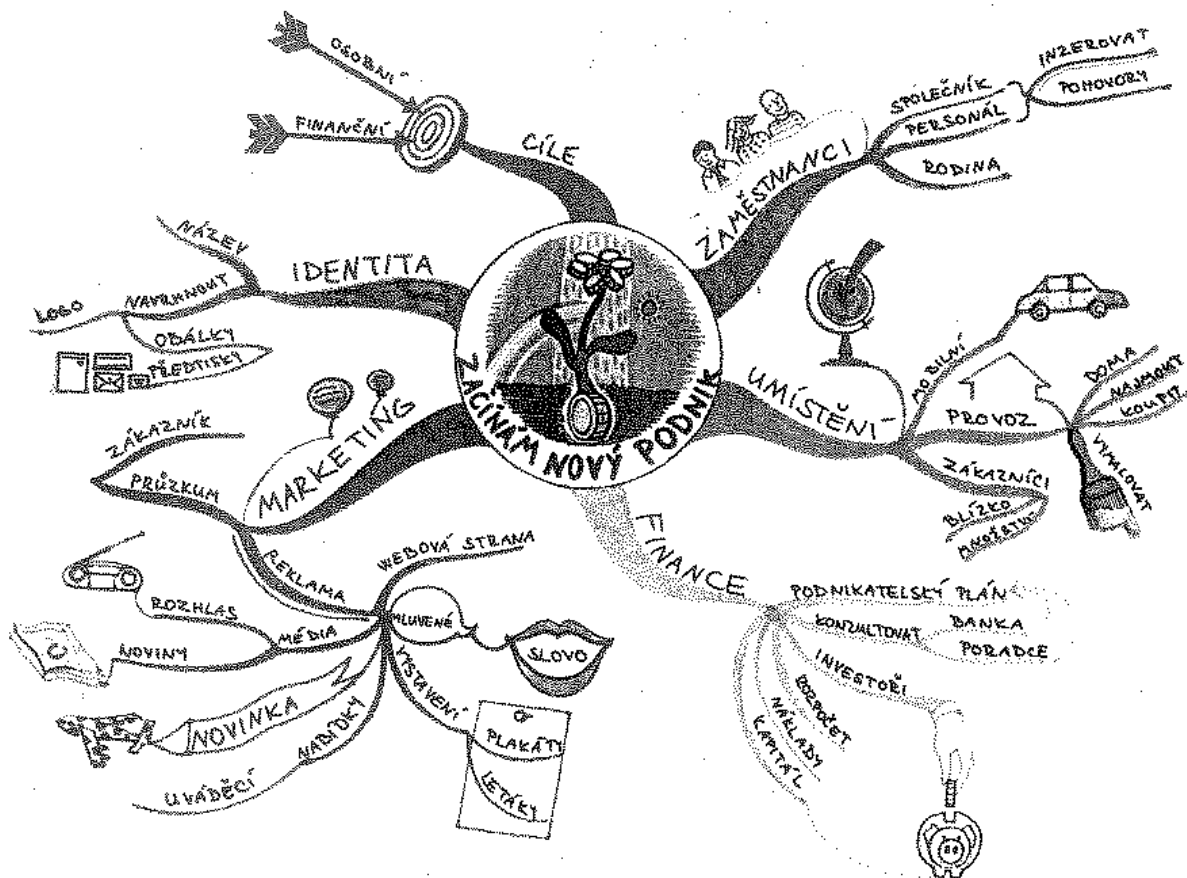 ZAČÍNÁM NOVÝ PODNIK
CÍLE
OSOBNÍ
FINANČNÍ
ZAMĚSTNANCI
SPOLEČNÍK
PERSONÁL
INZEROVAT
POHOVORY
RODINA
UMÍSTĚNÍ
MOBILNÍ
PROVOZ
DOMA
NAJMOUT
KOUPIT
VYMALOVAT
ZÁKAZNÍCI
BLÍZKO
FINANCE
PODNIKATELSKÝ PLÁN
KONZULTOVAT
BANKA
PORADCE
INVESTOŘI
ROZPOČET
NÁKLADY
KAPITÁL
MARKETING
ZÁKAZNÍK
PRŮZKUM
REKLAMA
WEBOVÁ STRANA
MLUVENÉ
SLOVO
MÉDIA
ROZHLAS
NOVINY
VYSTAVENÍ
PLAKÁTY
LETÁKY
NOVINKA
NABÍDKY
UVÁDĚCÍ
IDENTITA
NÁZEV
NAVRHNOUT
LOGO
OBÁLKY
PŘEDTISKY